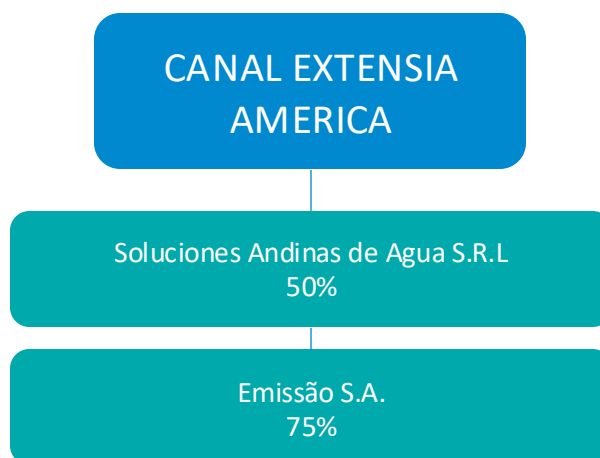 CANAL EXTENSIA
AMERICA
Soluciones Andinas de Agua S.R.L
50%
Emissão S.A.
75%